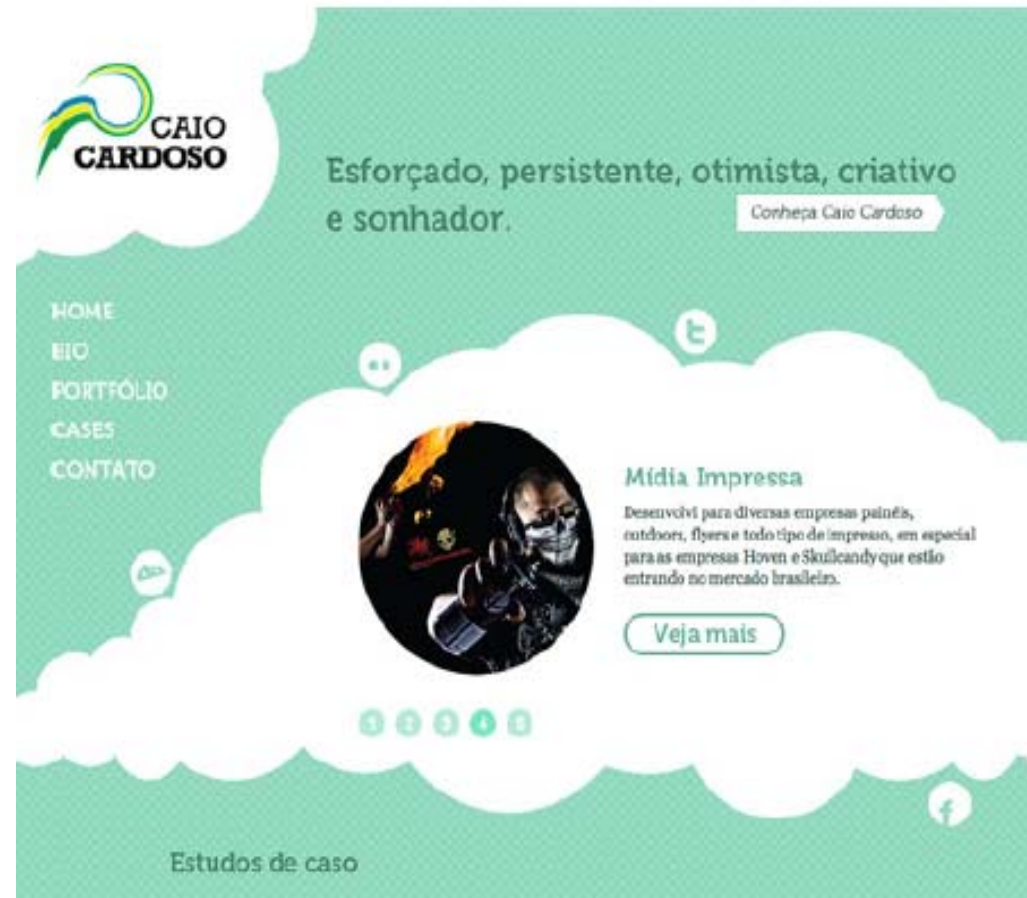 CAIO
CARDOSO
Esforçado, persistente, otimista, criativo
e sonhador.
Conheça Caio Cardoso
HOME
BIO
PORTFÓLIO
CASES
CONTATO
Mídia Impressa
Desenvolvi para diversas empresas painéis,
outdoors, flyers e todo tipo de impresso, em especial
para as empresas Hoven e Skullcandy que estão
entrando no mercado brasileiro.
Veja mais
1 2 3 4 5
Estudos de caso